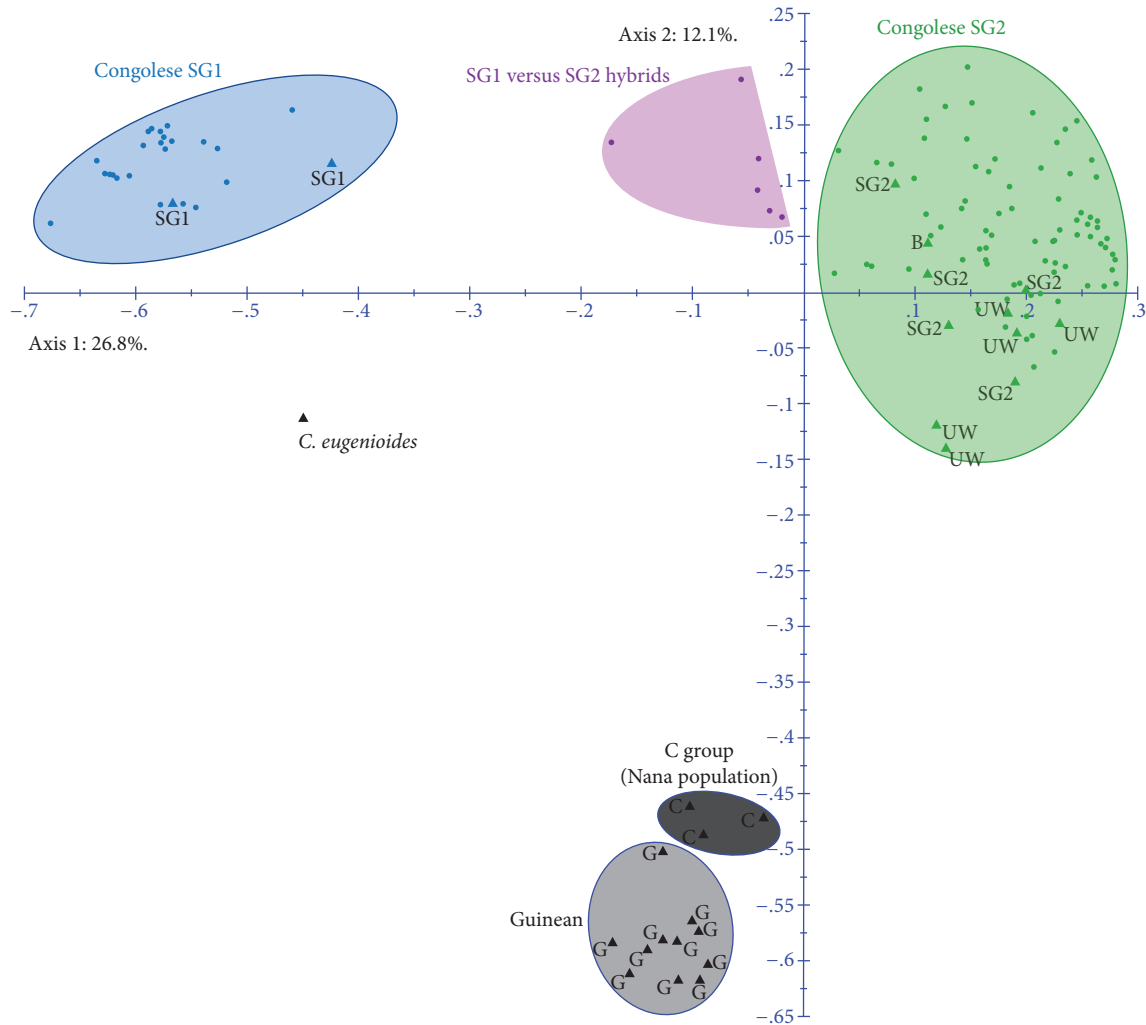 .25
Axis 2: 12.1%.
Congolese SG2
Congolese SG1
SG1 versus SG2 hybrids
.2
.15
SG1
SG2
.1
SG1
B
.05
SG2
SG2
−.7
−.6
−.5
−.4
−.3
−.2
−.1
.1
.2
.3
UW
SG2
UW
UW
Axis 1: 26.8%.
−.05
SG2
−.1
C. eugenioides
UW
UW
−.15
−.2
−.25
−.3
−.35
−.4
C group
(Nana population)
−.45
C
C
C
−.5
G
−.55
Guinean
G
G
G
G
G
G
G
−.6
G
G
G
G
−.65